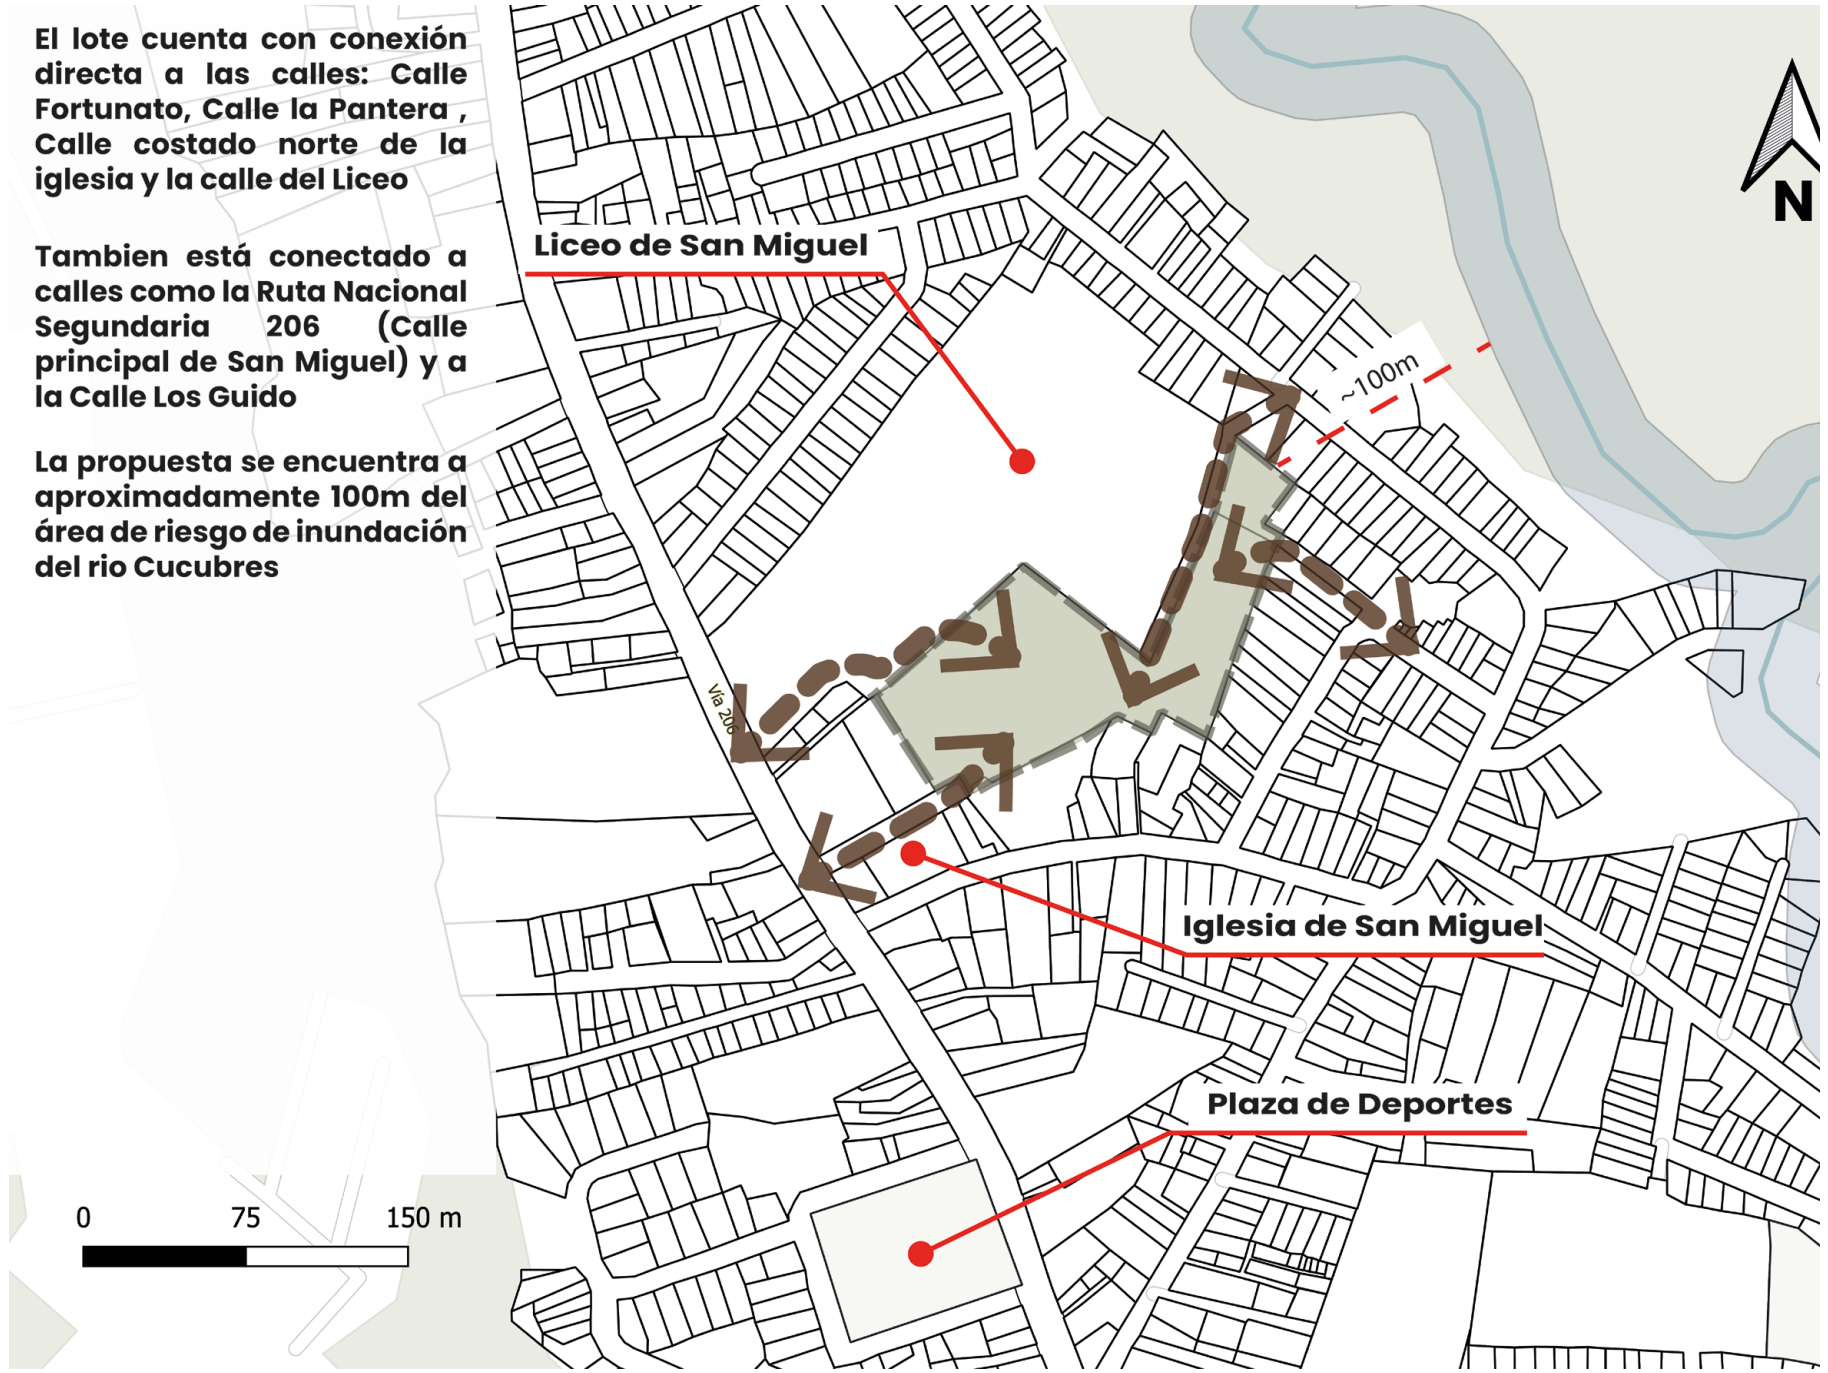 El lote cuenta con conexión
directa a las calles: Calle
Fortunato, Calle la Pantera ,
Calle costado norte de la
iglesia y la calle del Liceo
Tambien está conectado a
calles como la Ruta Nacional
Segundaria 206 (Calle
principal de San Miguel) y a
la Calle Los Guido
La propuesta se encuentra a
aproximadamente 100m del
área de riesgo de inundación
del rio Cucubres
Liceo de San Miguel
N
~100m
Vía 206
Iglesia de San Miguel
Plaza de Deportes
0 75 150 m